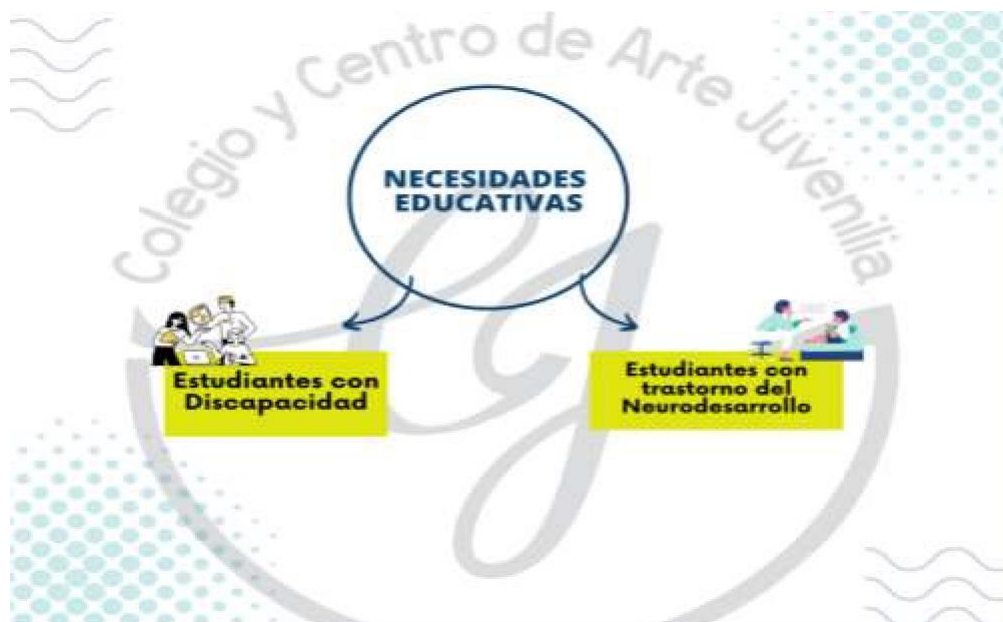 Colegio y Centro de Arte Juvenilia
NECESIDADES
EDUCATIVAS
Estudiantes con
Discapacidad
Estudiantes con
trastorno del
Neurodesarrollo